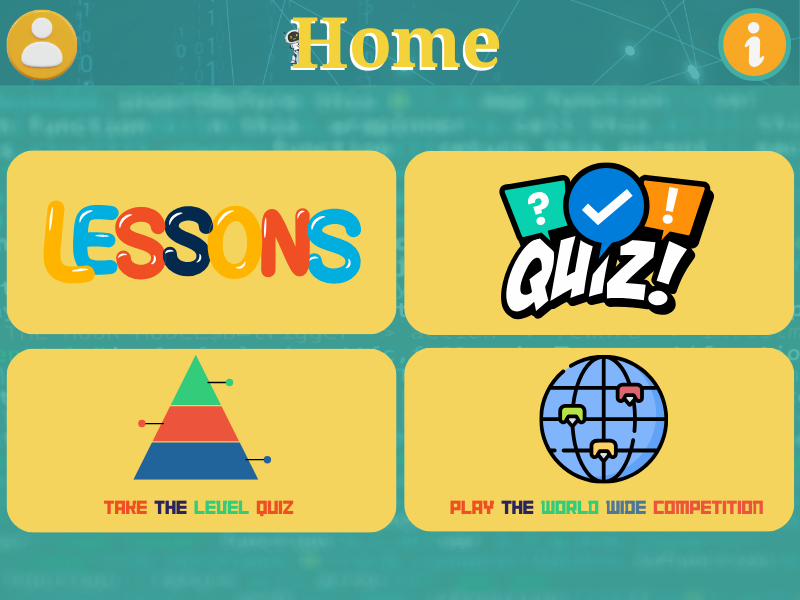 Home
LESSONS
QUIZ!
TAKE THE LEVEL QUIZ
PLAY THE WORLD WIDE COMPETITION